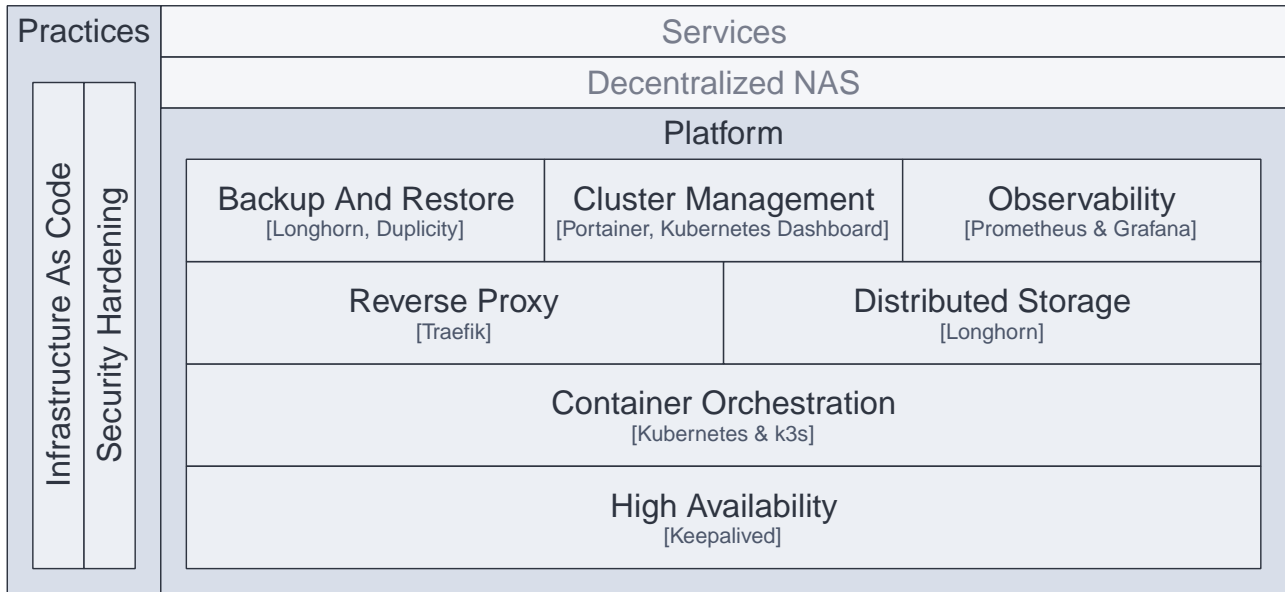 Practices
Infrastructure As Code
Security Hardening
Services
Decentralized NAS
Platform
Backup And Restore
[Longhorn, Duplicity]
Cluster Management
[Portainer, Kubernetes Dashboard]
Observability
[Prometheus & Grafana]
Reverse Proxy
[Traefik]
Distributed Storage
[Longhorn]
Container Orchestration
[Kubernetes & k3s]
High Availability
[Keepalived]